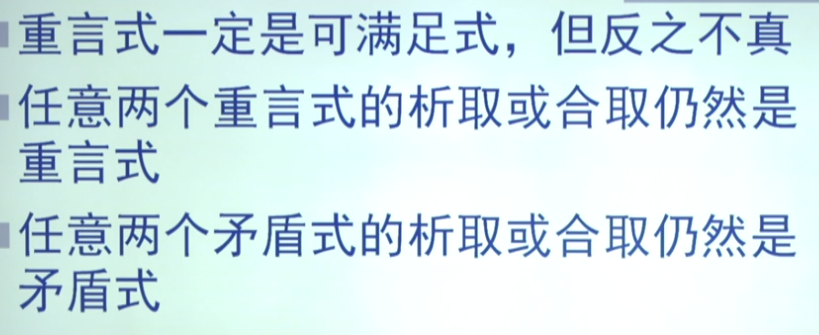 重言式一定是可满足式，但反之不真
任意两个重言式的析取或合取仍然是
重言式
任意两个矛盾式的析取或合取仍然是
矛盾式